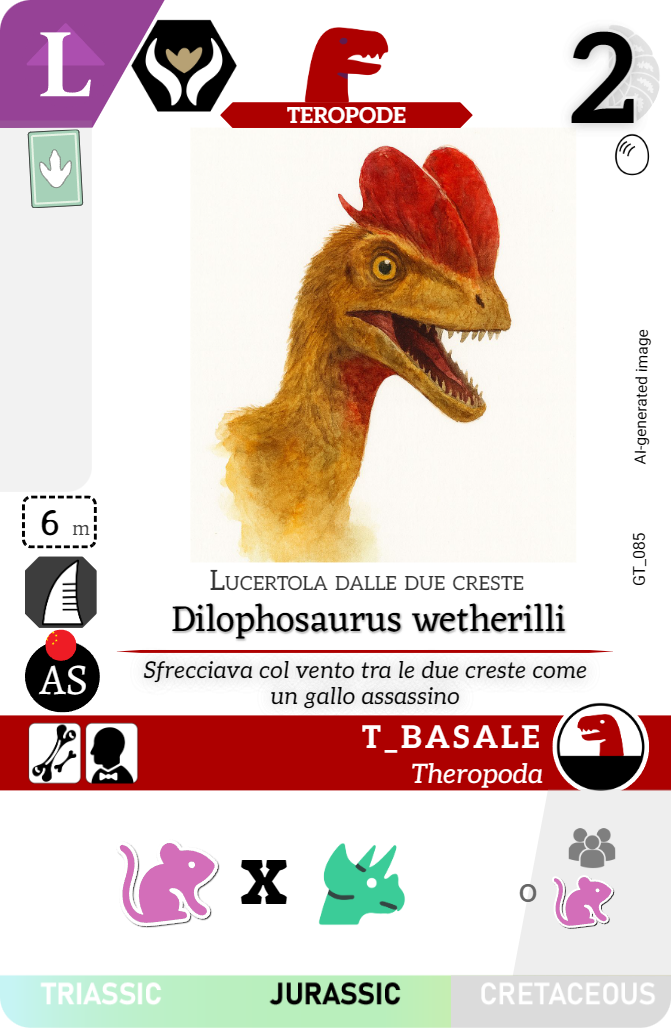 L
TEROPODE
2
AI-generated image
GT_085
6 m
AS
Lucertola dalle due creste
Dilophosaurus wetherilli
Sfrecciava col vento tra le due creste come
un gallo assassino
T_BASALE
Theropoda
x
o
TRIASSIC JURASSIC CRETACEOUS